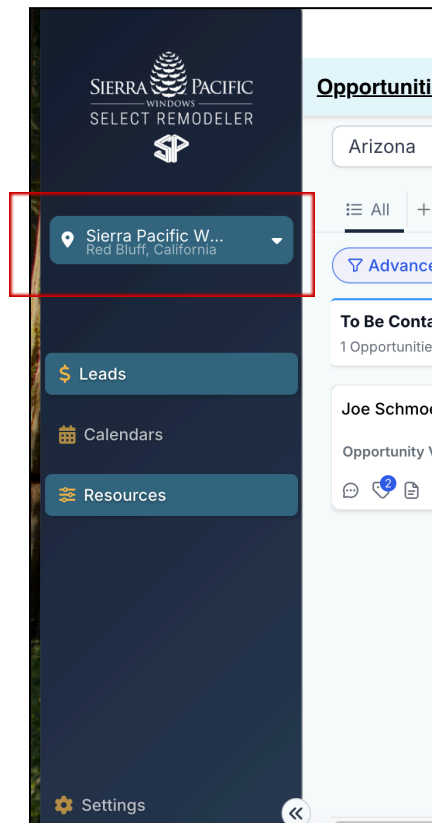 SIERRA PACIFIC
WINDOWS
SELECT REMODELER
SP
Sierra Pacific W...
Red Bluff, California
Leads
Calendars
Resources
Settings
Opportuniti
Arizona
All
Advance
To Be Conta
1 Opportunitie
Joe Schmoe
Opportunity V
2